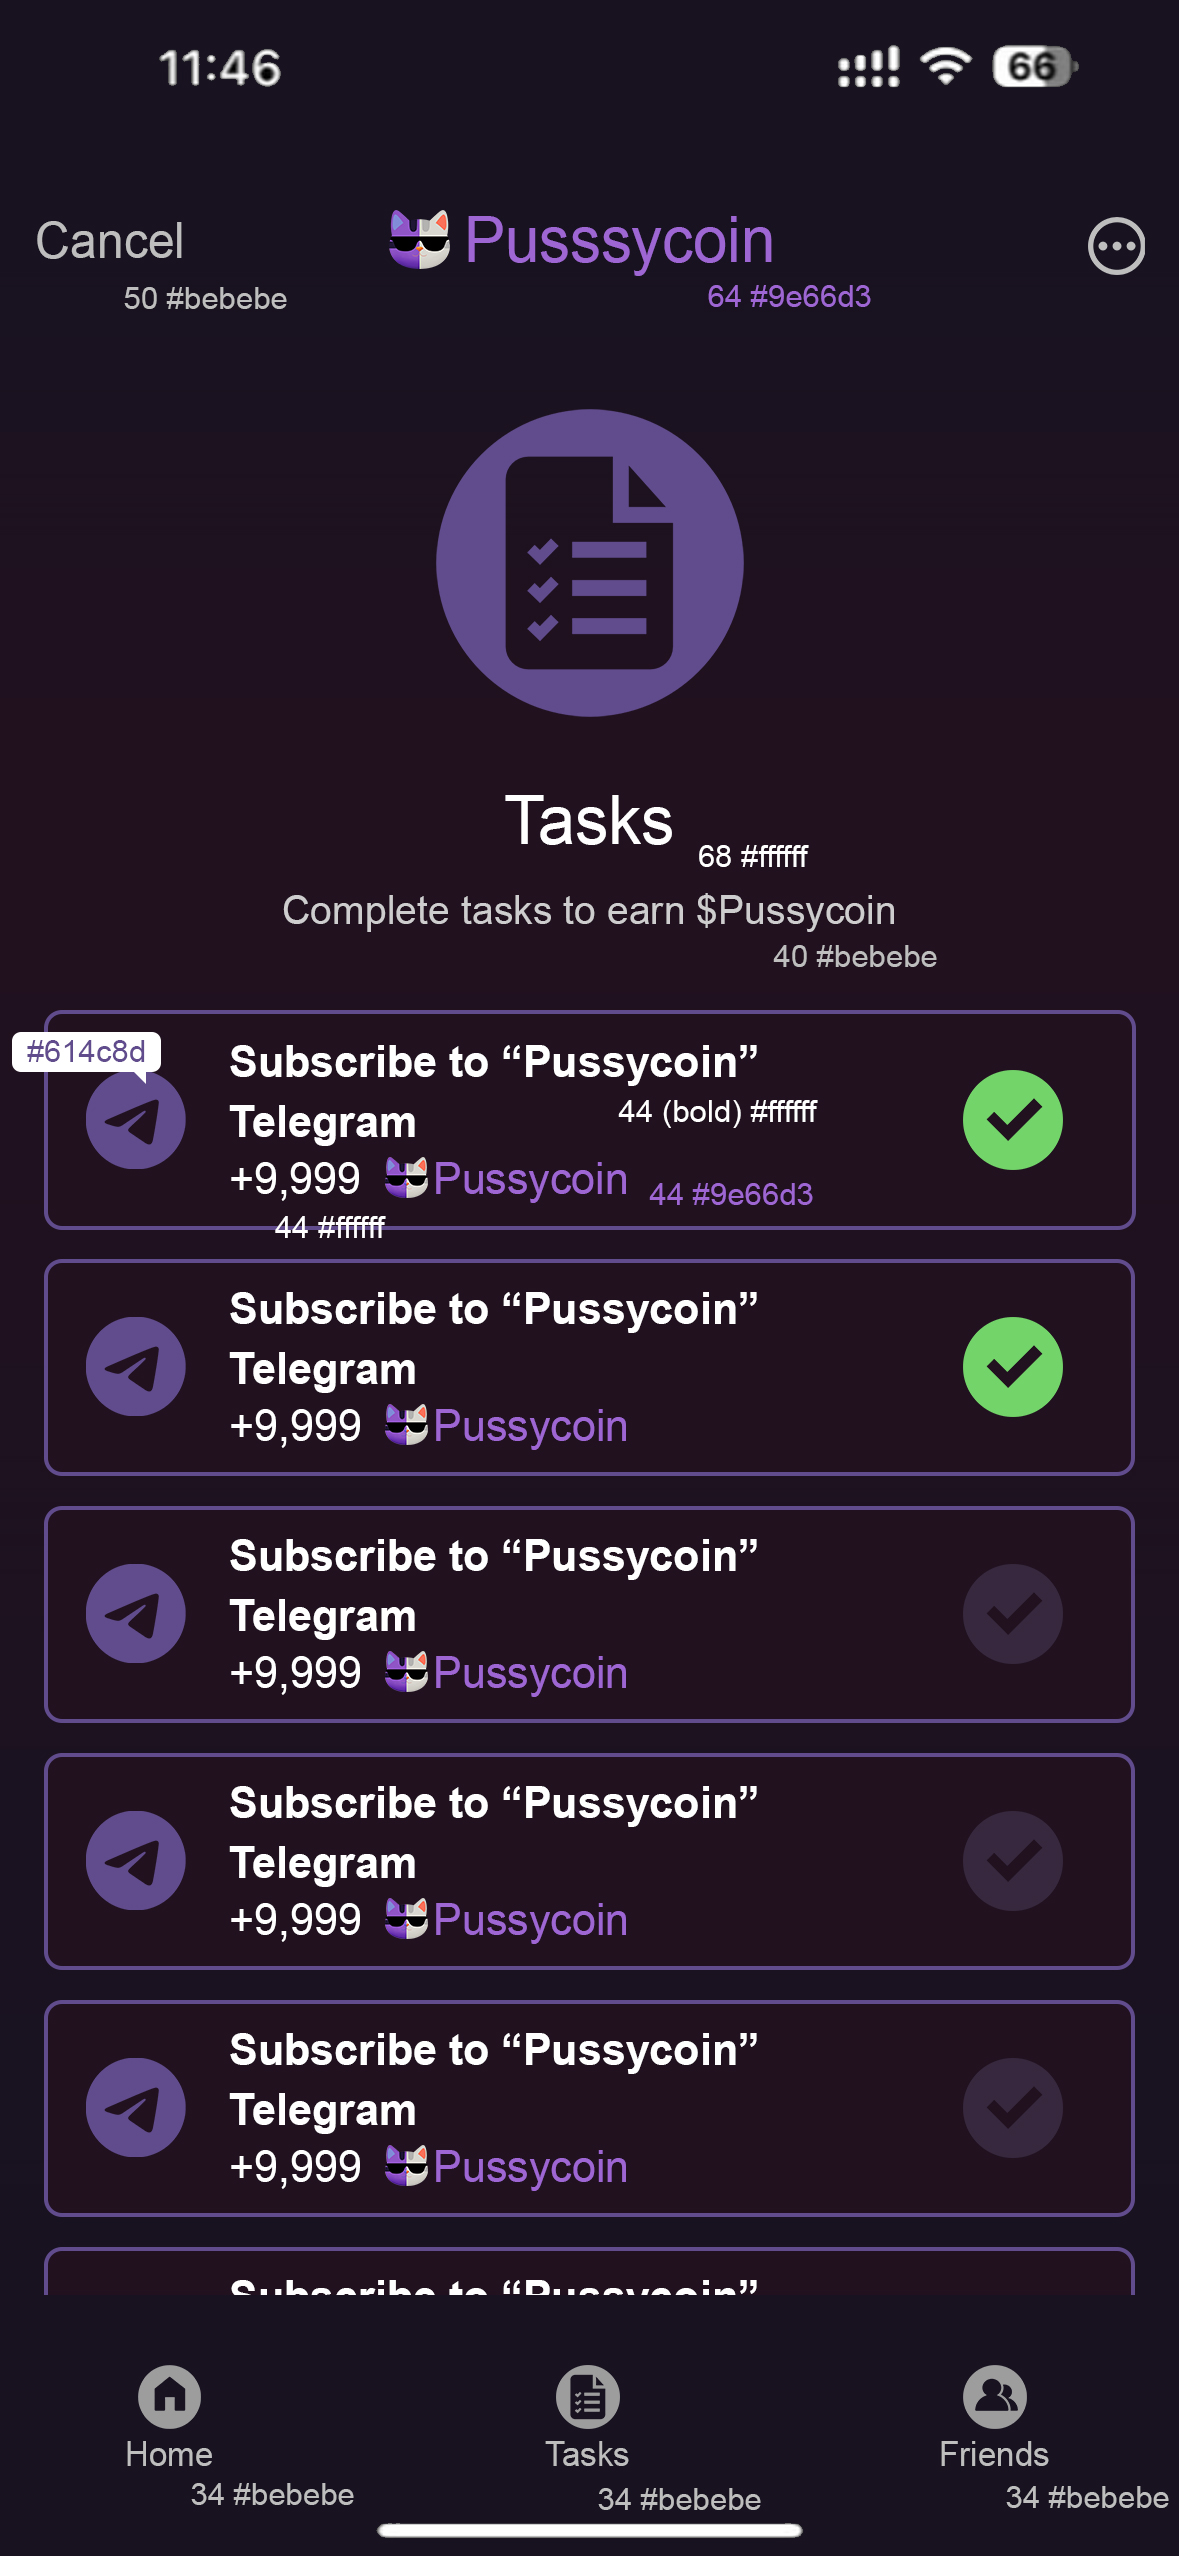 11:46
66
Cancel
Pusssycoin
50 #bebebe
64 #9e66d3
Tasks
68 #ffffff
Complete tasks to earn $Pussycoin
40 #bebebe
#614c8d
Subscribe to “Pussycoin”
Telegram
44 (bold) #ffffff
+9,999 Pussycoin
44 #9e66d3
44 #ffffff
Subscribe to “Pussycoin”
Telegram
+9,999 Pussycoin
Subscribe to “Pussycoin”
Telegram
+9,999 Pussycoin
Subscribe to “Pussycoin”
Telegram
+9,999 Pussycoin
Subscribe to “Pussycoin”
Telegram
+9,999 Pussycoin
Subscribe to “Pussycoin”
Home
Tasks
Friends
34 #bebebe
34 #bebebe
34 #bebebe